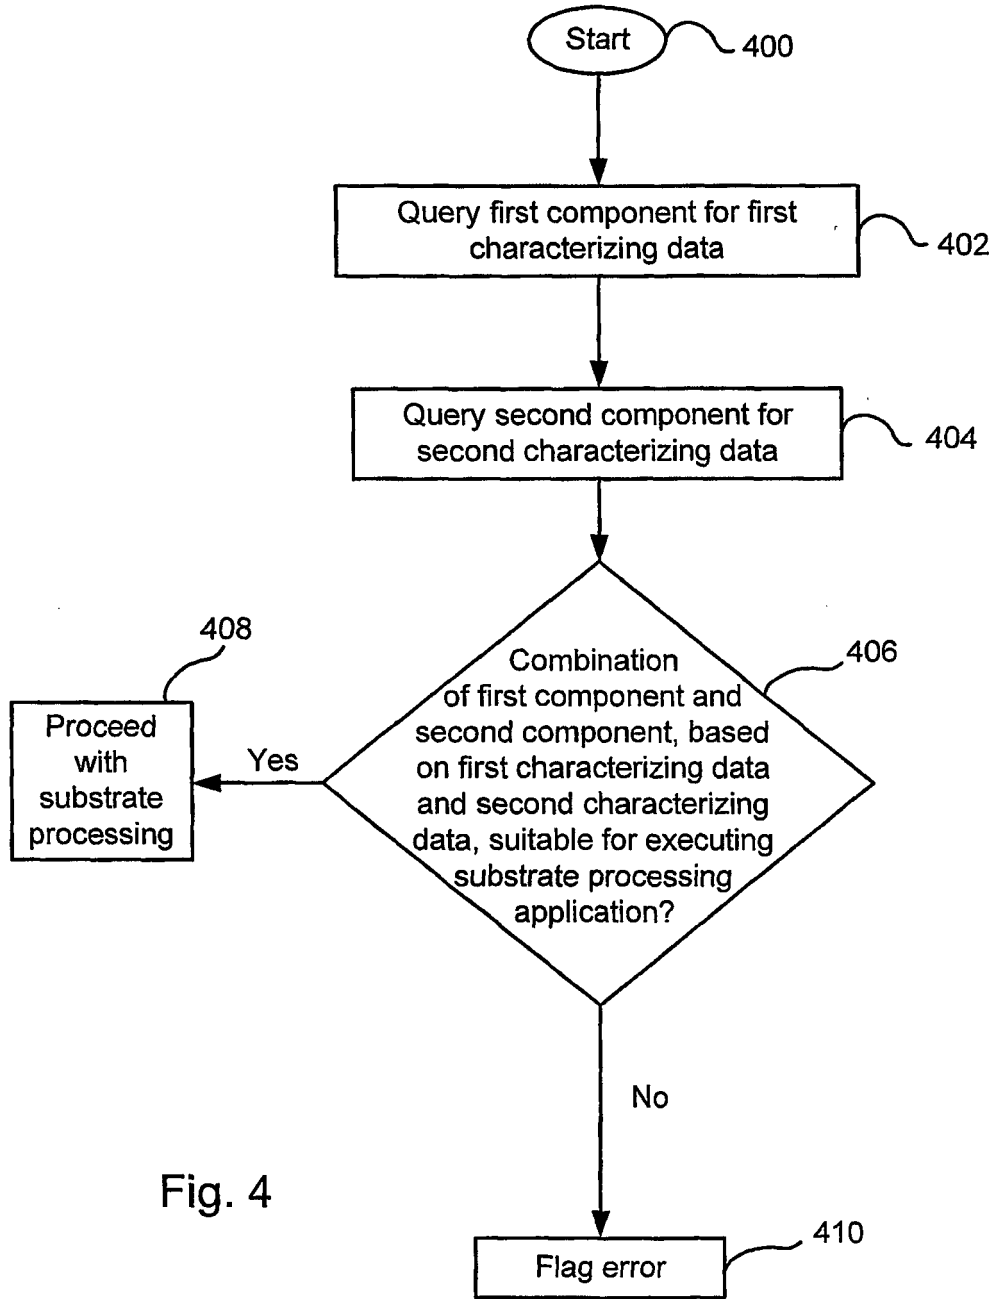 Start
400
Query first component for first
characterizing data
402
Query second component for
second characterizing data
404
406
Combination
of first component and
second component, based
on first characterizing data
and second characterizing
data, suitable for executing
substrate processing
application?
408
Proceed
with
substrate
processing
Yes
No
Fig. 4
410
Flag error